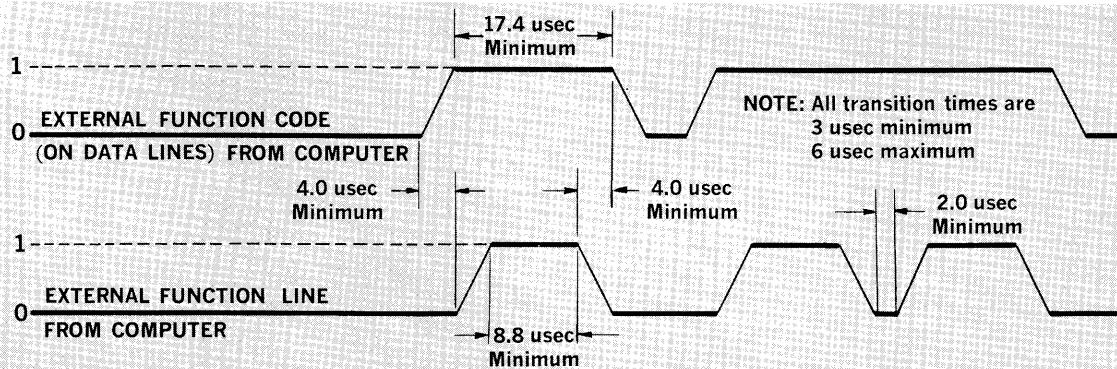 17.4 usec
Minimum
1
0
EXTERNAL FUNCTION CODE
(ON DATA LINES) FROM COMPUTER
NOTE: All transition times are
3 usec minimum
6 usec maximum
4.0 usec
Minimum
4.0 usec
Minimum
2.0 usec
Minimum
1
0
EXTERNAL FUNCTION LINE
FROM COMPUTER
8.8 usec
Minimum